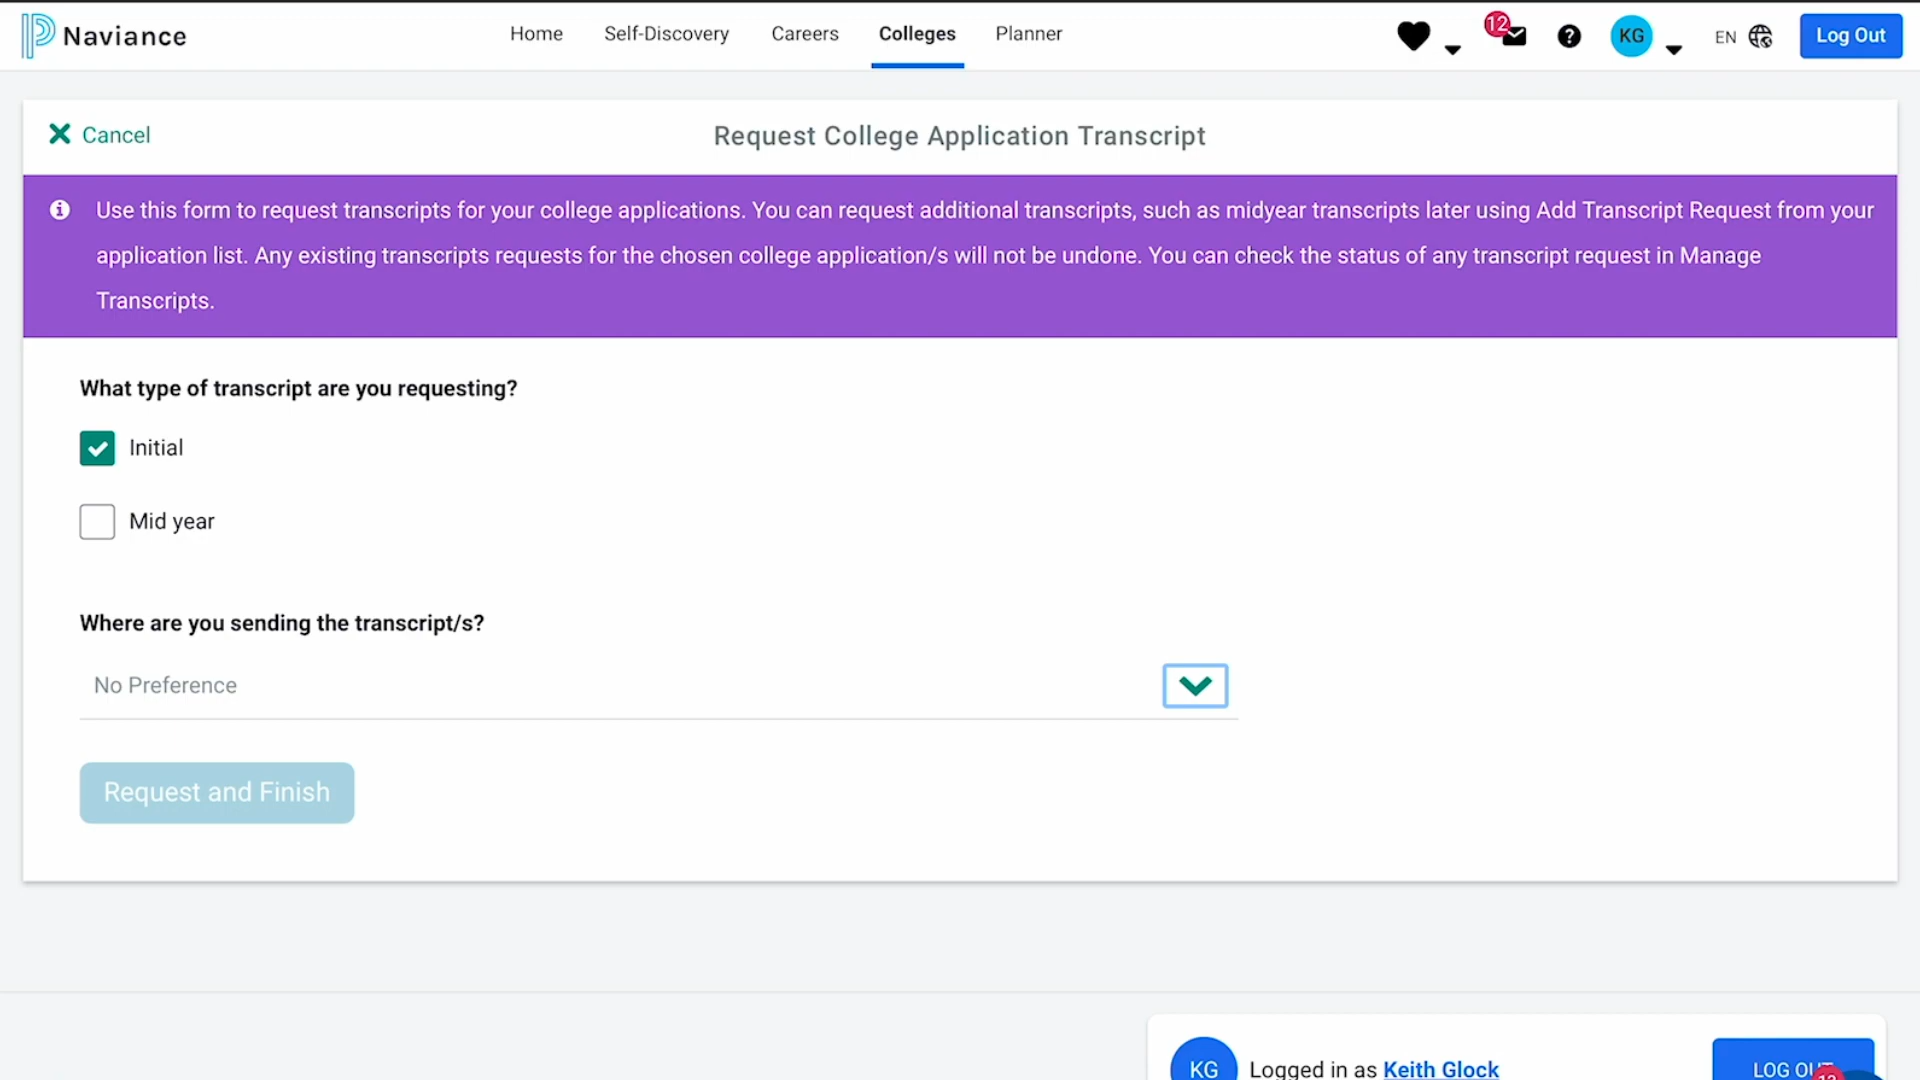 Naviance
Home Self-Discovery Careers Colleges Planner
12
KG
EN
Log Out
Cancel
Request College Application Transcript
Use this form to request transcripts for your college applications. You can request additional transcripts, such as midyear transcripts later using Add Transcript Request from your
application list. Any existing transcripts requests for the chosen college application/s will not be undone. You can check the status of any transcript request in Manage
Transcripts.
What type of transcript are you requesting?
Initial
Mid year
Where are you sending the transcript/s?
No Preference
Request and Finish
KG Logged in as Keith Glock
LOG OUT
12